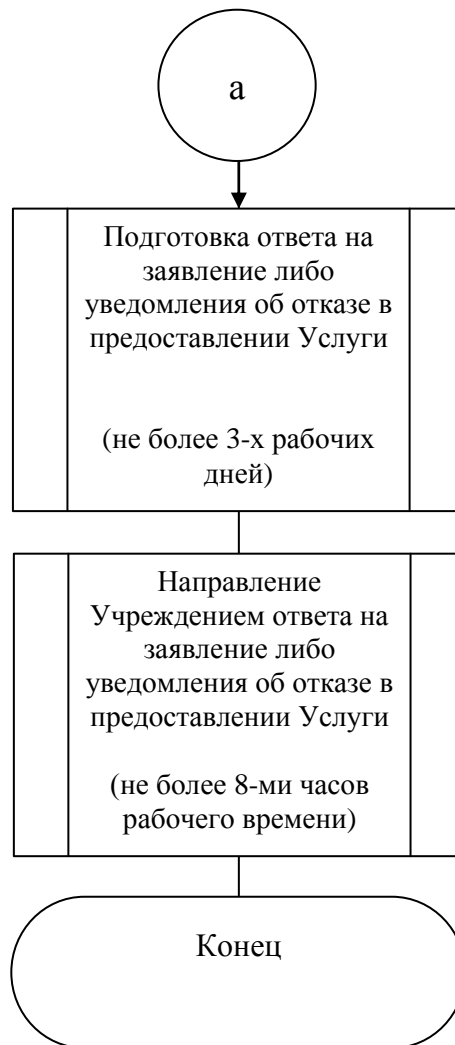 а
Подготовка ответа на
заявление либо
уведомления об отказе в
предоставлении Услуги
(не более 3-х рабочих
дней)
Направление
Учреждением ответа на
заявление либо
уведомления об отказе в
предоставлении Услуги
(не более 8-ми часов
рабочего времени)
Конец